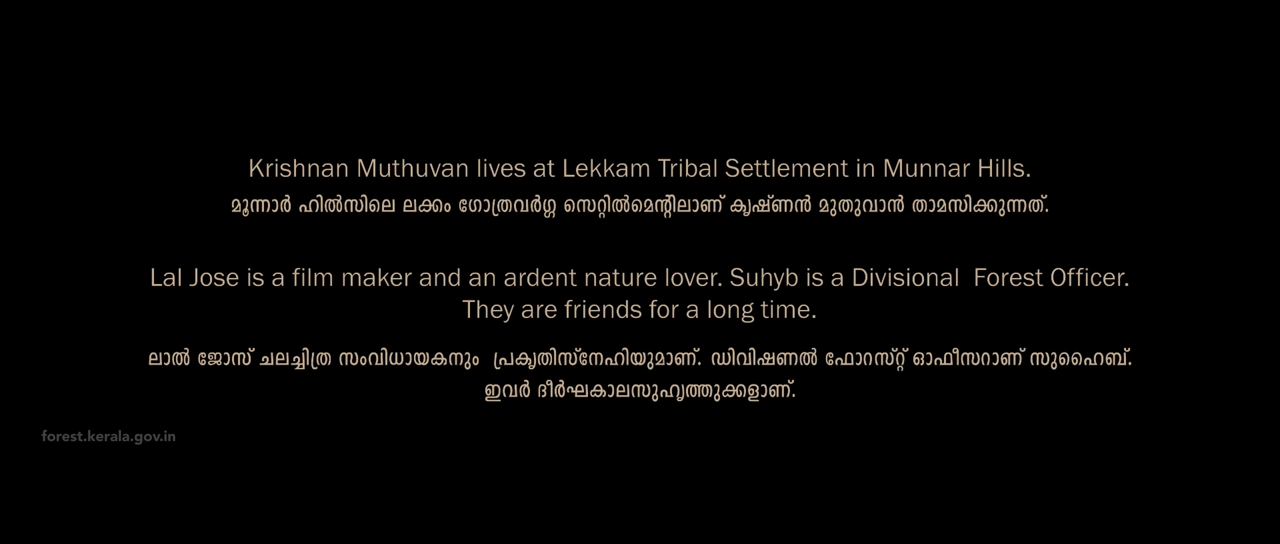 Krishnan Muthuvan lives at Lekkam Tribal Settlement in Munnar Hills.
മൂന്നാർ ഹിൽസിലെ ലക്കം ഗോത്രവർഗ്ഗ സെറ്റിൽമെന്റിലാണ് കൃഷ്ണൻ മുതുവാൻ താമസിക്കുന്നത്.
Lal Jose is a film maker and an ardent nature lover. Suhyb is a Divisional  Forest Officer.
They are friends for a long time.
ലാൽ ജോസ് ചലച്ചിത്ര സംവിധായകനും  പ്രകൃതിസ്നേഹിയുമാണ്. ഡിവിഷണൽ ഫോറസ്റ്റ് ഓഫീസറാണ് സുഹൈബ്.
ഇവർ ദീർഘകാലസുഹൃത്തുക്കളാണ്.
forest.kerala.gov.in